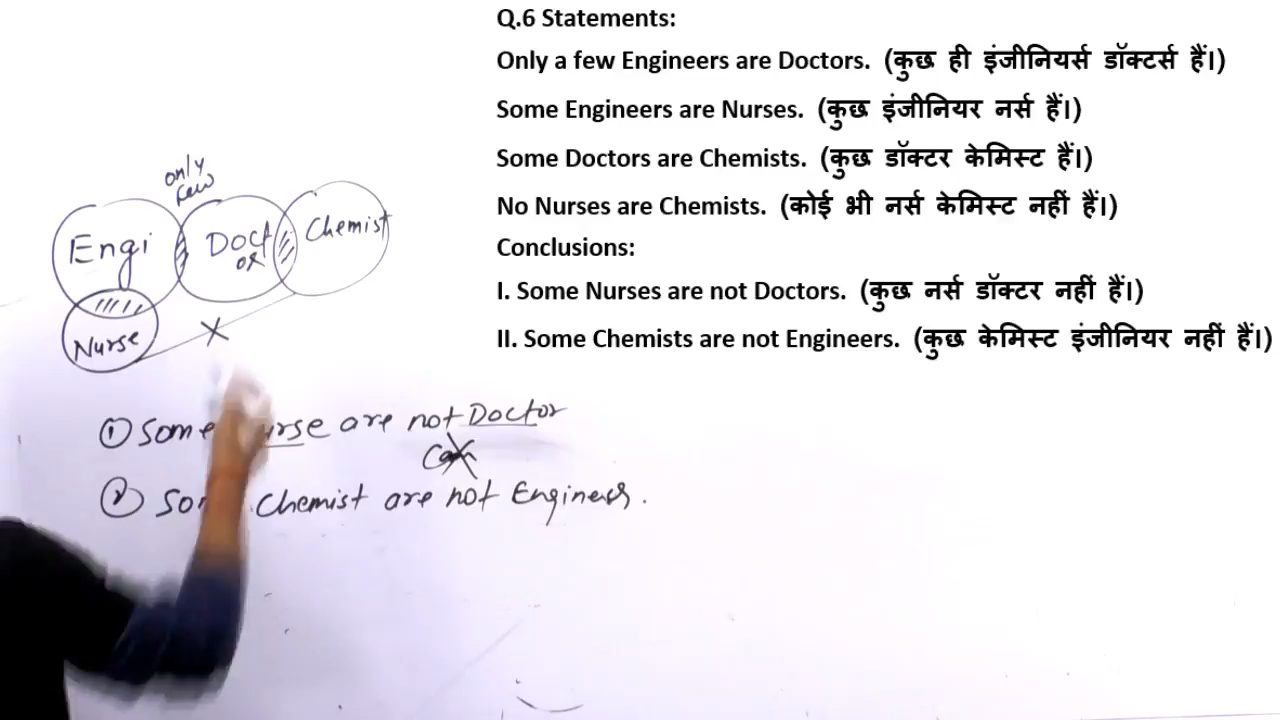 Q.6 Statements:
Only a few Engineers are Doctors. (कुछ ही इंजीनियर्स डॉक्टर्स हैं।)
Some Engineers are Nurses. (कुछ इंजीनियर नर्स हैं।)
Some Doctors are Chemists. (कुछ डॉक्टर केमिस्ट हैं।)
No Nurses are Chemists. (कोई भी नर्स केमिस्ट नहीं हैं।)
Conclusions:
I. Some Nurses are not Doctors. (कुछ नर्स डॉक्टर नहीं हैं।)
II. Some Chemists are not Engineers. (कुछ केमिस्ट इंजीनियर नहीं हैं।)
only
few
Engi
Doct
or
Chemist
Nurse
① Some are not Doctor
② Chemist are not Engineers.